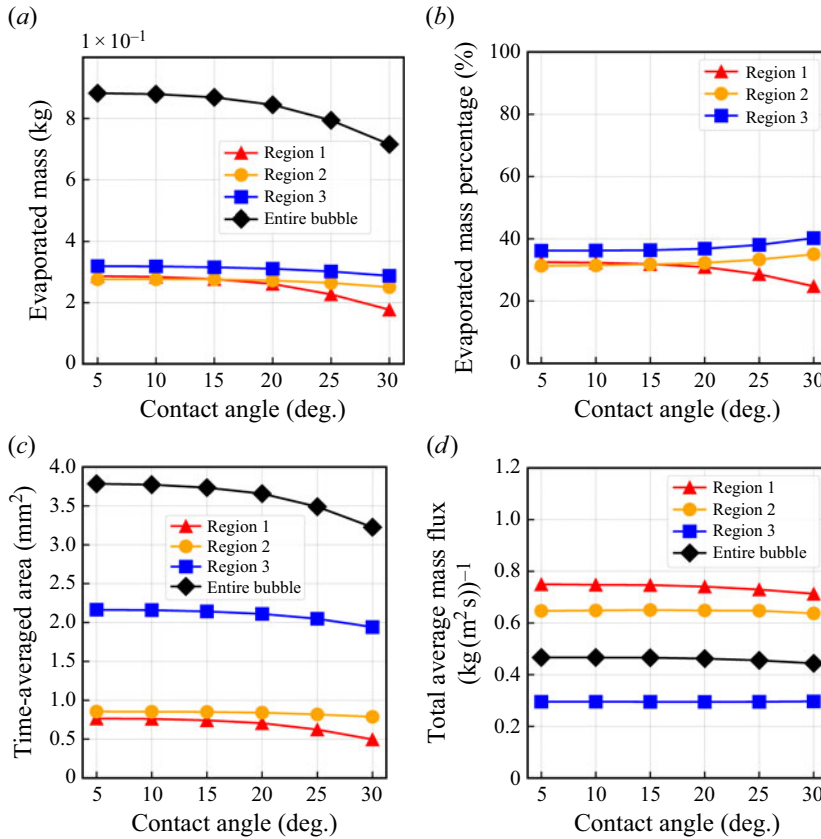 (a)
1 × 10⁻¹
8
6
4
2
0
Evaporated mass (kg)
Region 1
Region 2
Region 3
Entire bubble
5 10 15 20 25 30
Contact angle (deg.)
(b)
100
80
60
40
20
0
Evaporated mass percentage (%)
Region 1
Region 2
Region 3
5 10 15 20 25 30
Contact angle (deg.)
(c)
4.0
3.5
3.0
2.5
2.0
1.5
1.0
0.5
0
Time-averaged area (mm²)
Region 1
Region 2
Region 3
Entire bubble
5 10 15 20 25 30
Contact angle (deg.)
(d)
1.2
1.0
0.8
0.6
0.4
0.2
0
Total average mass flux
(kg (m² s))⁻¹
Region 1
Region 2
Region 3
Entire bubble
5 10 15 20 25 30
Contact angle (deg.)